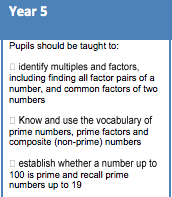 Year 5
Pupils should be taught to:
□ identify multiples and factors,
including finding all factor pairs of a
number, and common factors of two
numbers
□ Know and use the vocabulary of
prime numbers, prime factors and
composite (non-prime) numbers
□ establish whether a number up to
100 is prime and recall prime
numbers up to 19